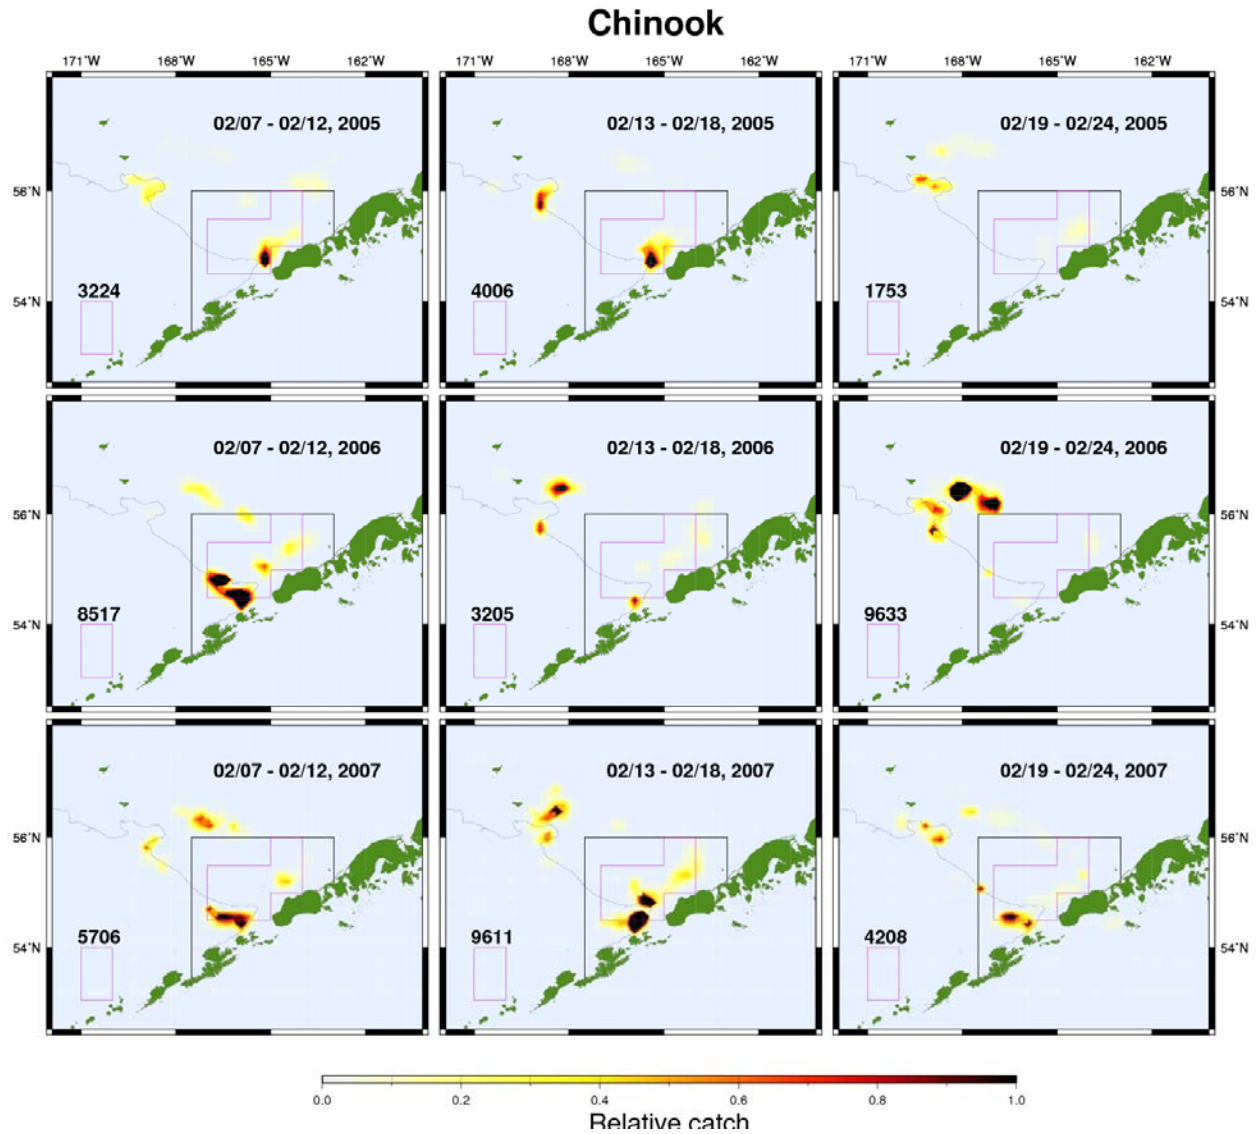 Chinook
171°W 168°W 165°W 162°W 171°W 168°W 165°W 162°W 171°W 168°W 165°W 162°W
02/07 - 02/12, 2005 02/13 - 02/18, 2005 02/19 - 02/24, 2005
56°N 56°N
3224 4006 1753
54°N 54°N
02/07 - 02/12, 2006 02/13 - 02/18, 2006 02/19 - 02/24, 2006
56°N 56°N
8517 3205 9633
54°N 54°N
02/07 - 02/12, 2007 02/13 - 02/18, 2007 02/19 - 02/24, 2007
56°N 56°N
5706 9611 4208
54°N 54°N
0.0 0.2 0.4 0.6 0.8 1.0
Relative catch